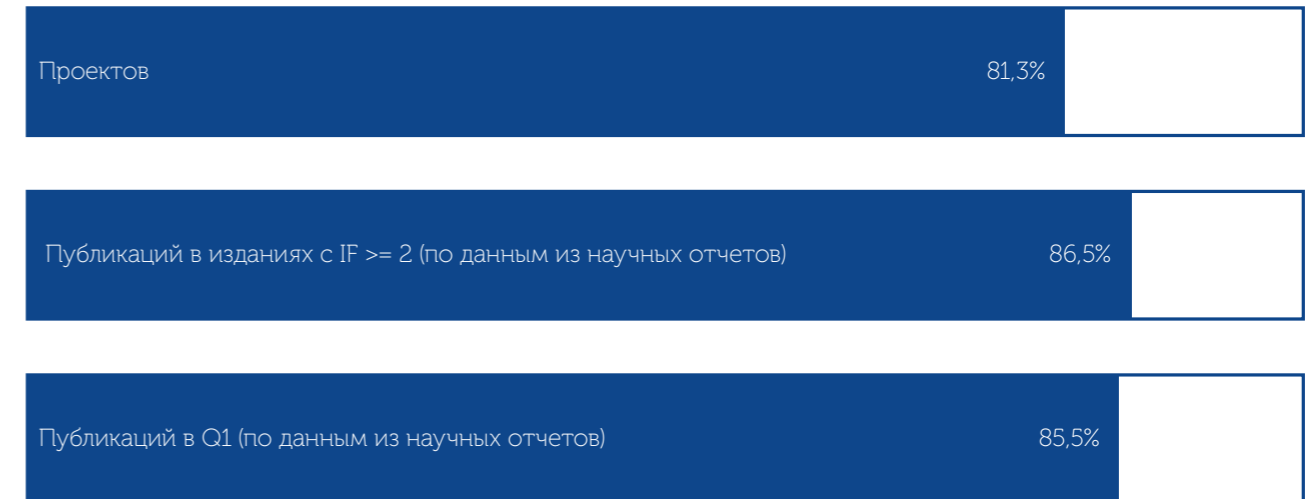 Проектов 81,3%
Публикаций в изданиях с IF >= 2 (по данным из научных отчетов) 86,5%
Публикаций в Q1 (по данным из научных отчетов) 85,5%